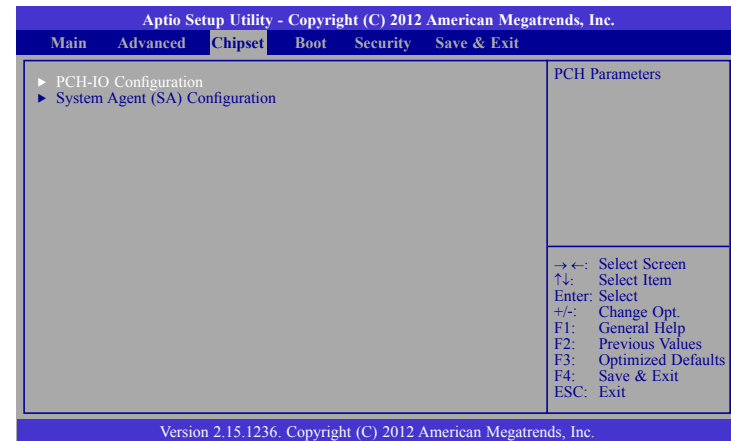 Aptio Setup Utility - Copyright (C) 2012 American Megatrends, Inc.
Main Advanced Chipset Boot Security Save & Exit
► PCH-IO Configuration
► System Agent (SA) Configuration
PCH Parameters
→←: Select Screen
↑↓: Select Item
Enter: Select
+/-: Change Opt.
F1: General Help
F2: Previous Values
F3: Optimized Defaults
F4: Save & Exit
ESC: Exit
Version 2.15.1236. Copyright (C) 2012 American Megatrends, Inc.